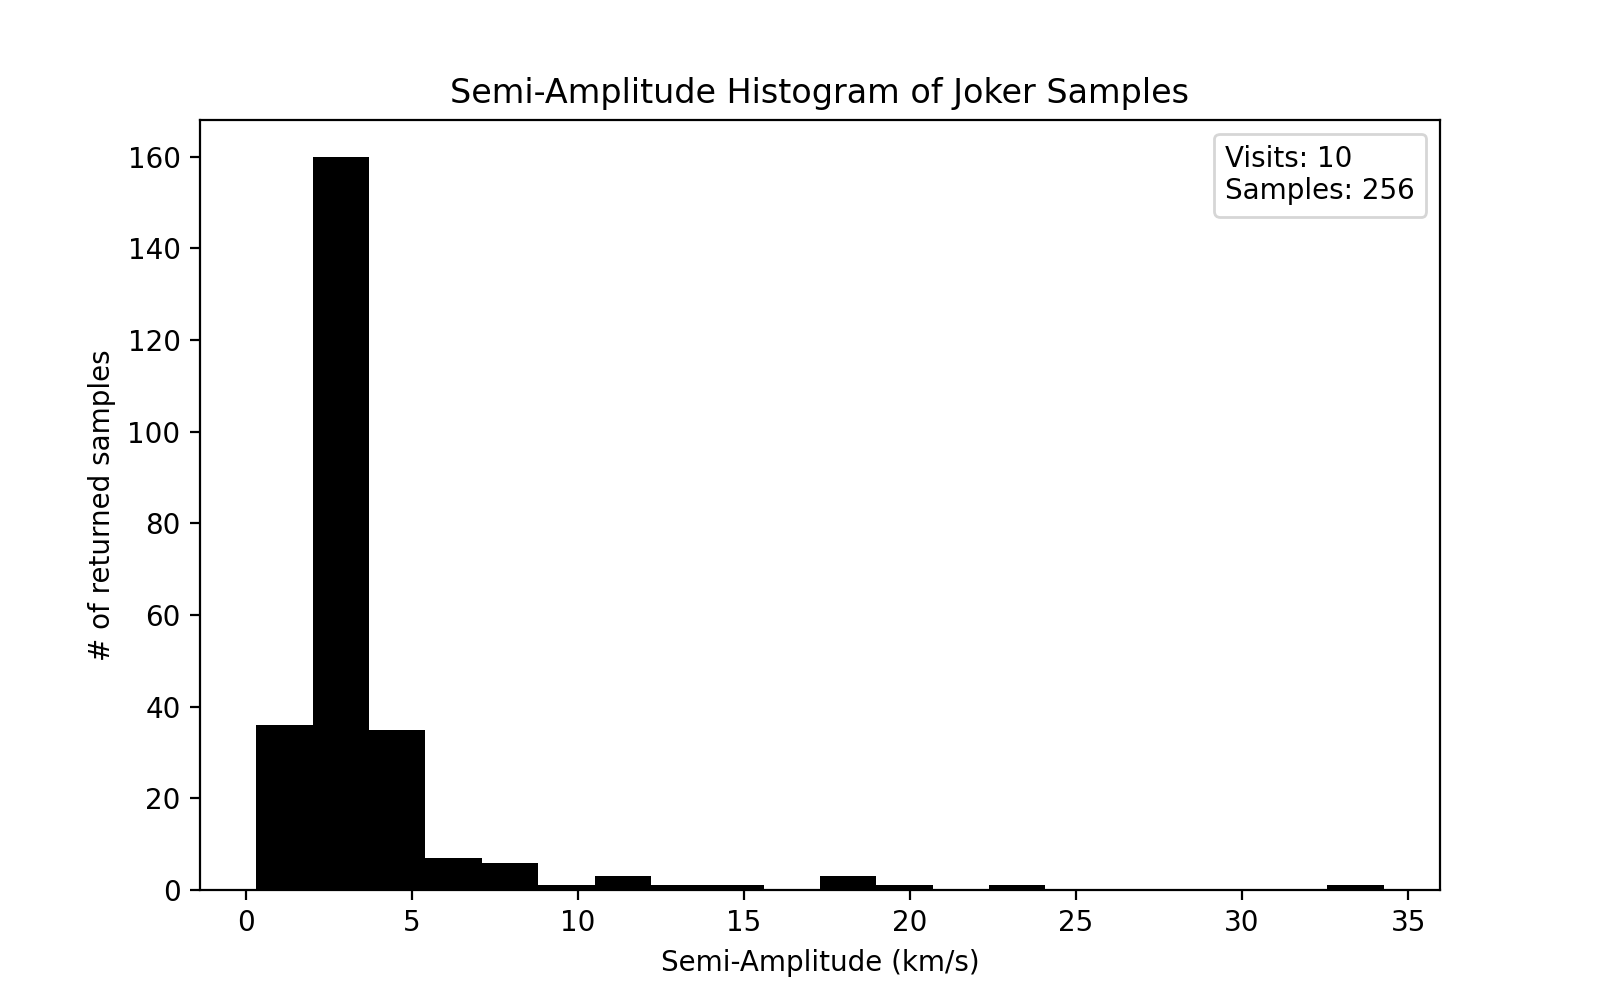 Semi-Amplitude Histogram of Joker Samples
Visits: 10
Samples: 256
# of returned samples
160
140
120
100
80
60
40
20
0
0 5 10 15 20 25 30 35
Semi-Amplitude (km/s)